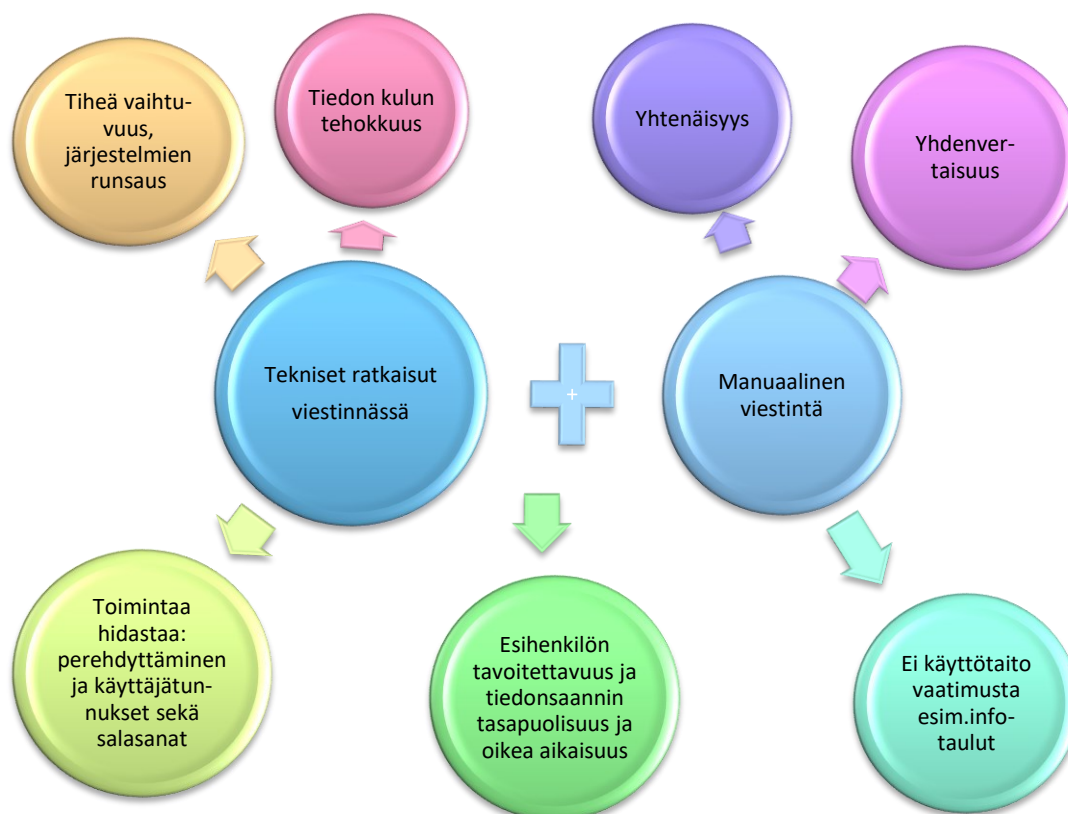 Tiheä vaihtu-
vuus,
järjestelmien
runsaus
Tiedon kulun
tehokkuus
Yhtenäisyys
Yhdenver-
taisuus
Tekniset ratkaisut
viestinnässä
+
Manuaalinen
viestintä
Toimintaa
hidastaa:
perehdyttäminen
ja käyttäjätun-
nukset sekä
salasanat
Esihenkilön
tavoitettavuus ja
tiedonsaannin
tasapuolisuus ja
oikea aikaisuus
Ei käyttötaito
vaatimusta
esim.info-
taulut